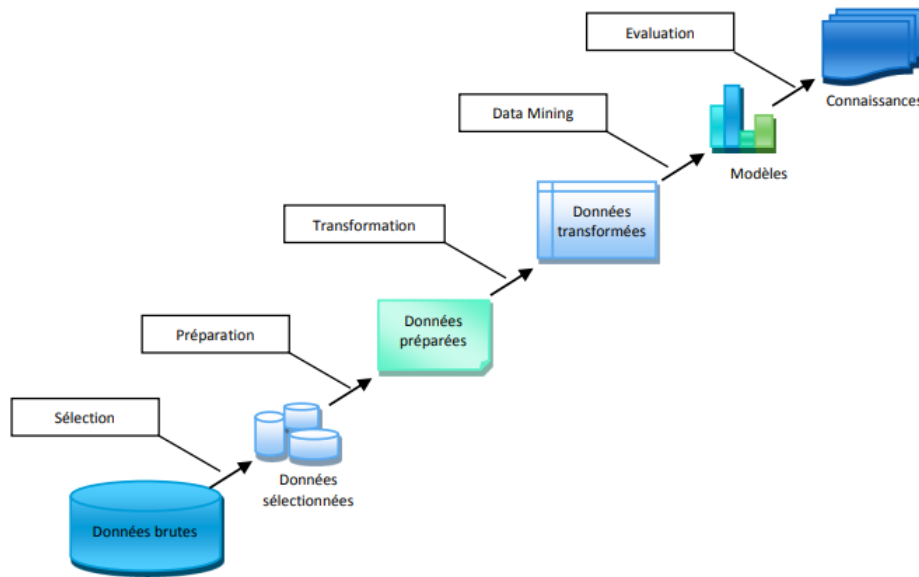 Evaluation
Connaissances
Data Mining
Modèles
Données
transformées
Transformation
Données
préparées
Préparation
Sélection
Données
sélectionnées
Données brutes